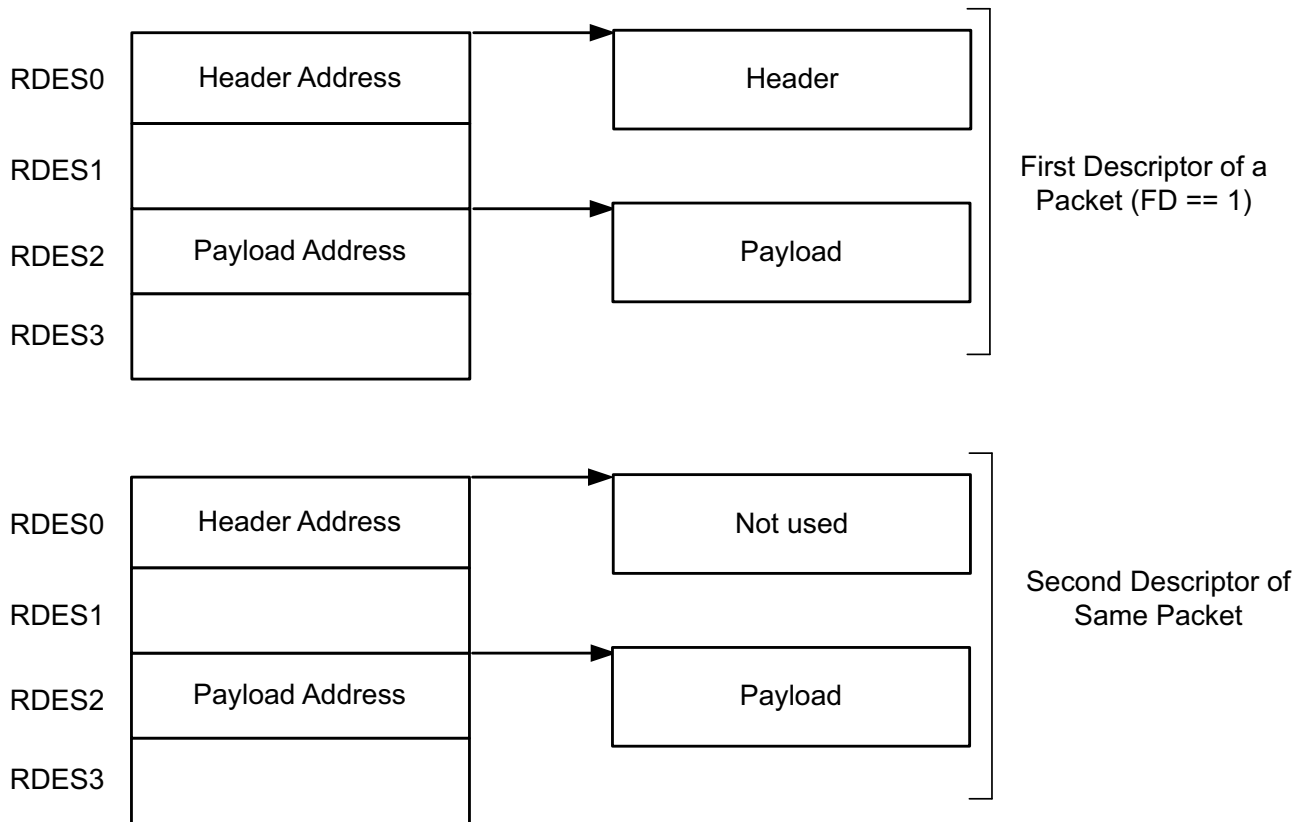 RDES0
Header Address
Header
RDES1
First Descriptor of a
Packet (FD == 1)
RDES2
Payload Address
Payload
RDES3
RDES0
Header Address
Not used
RDES1
Second Descriptor of
Same Packet
RDES2
Payload Address
Payload
RDES3